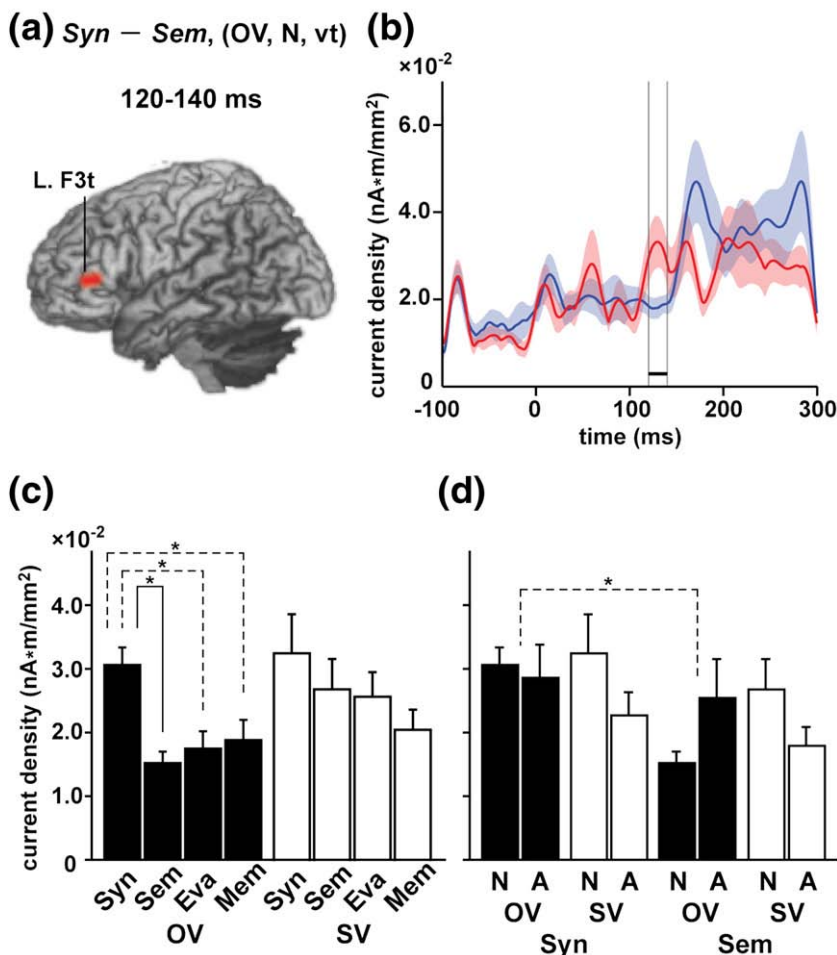 (a) Syn – Sem, (OV, N, vt)
120-140 ms
L. F3t
(b)
×10-2
current density (nA*m/mm2)
6.0
4.0
2.0
0
-100 0 100 200 300
time (ms)
(c)
×10-2
current density (nA*m/mm2)
4.0
3.0
2.0
1.0
0
* * *
Syn Sem Eva Mem Syn Sem Eva Mem
OV SV
(d)
*
N A N A N A N A
OV SV OV SV
Syn Sem